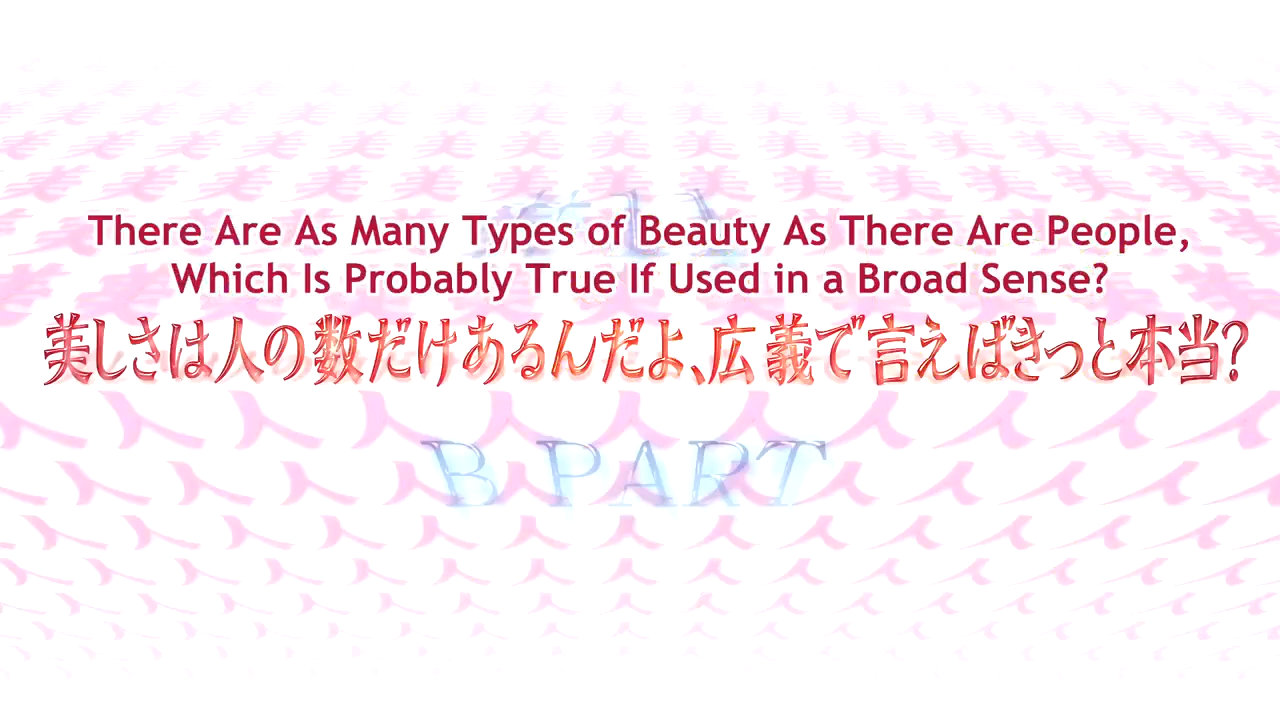 There Are As Many Types of Beauty As There Are People,
Which Is Probably True If Used in a Broad Sense?
美しさは人の数だけあるんだよ、広義で言えばきっと本当?
B PART